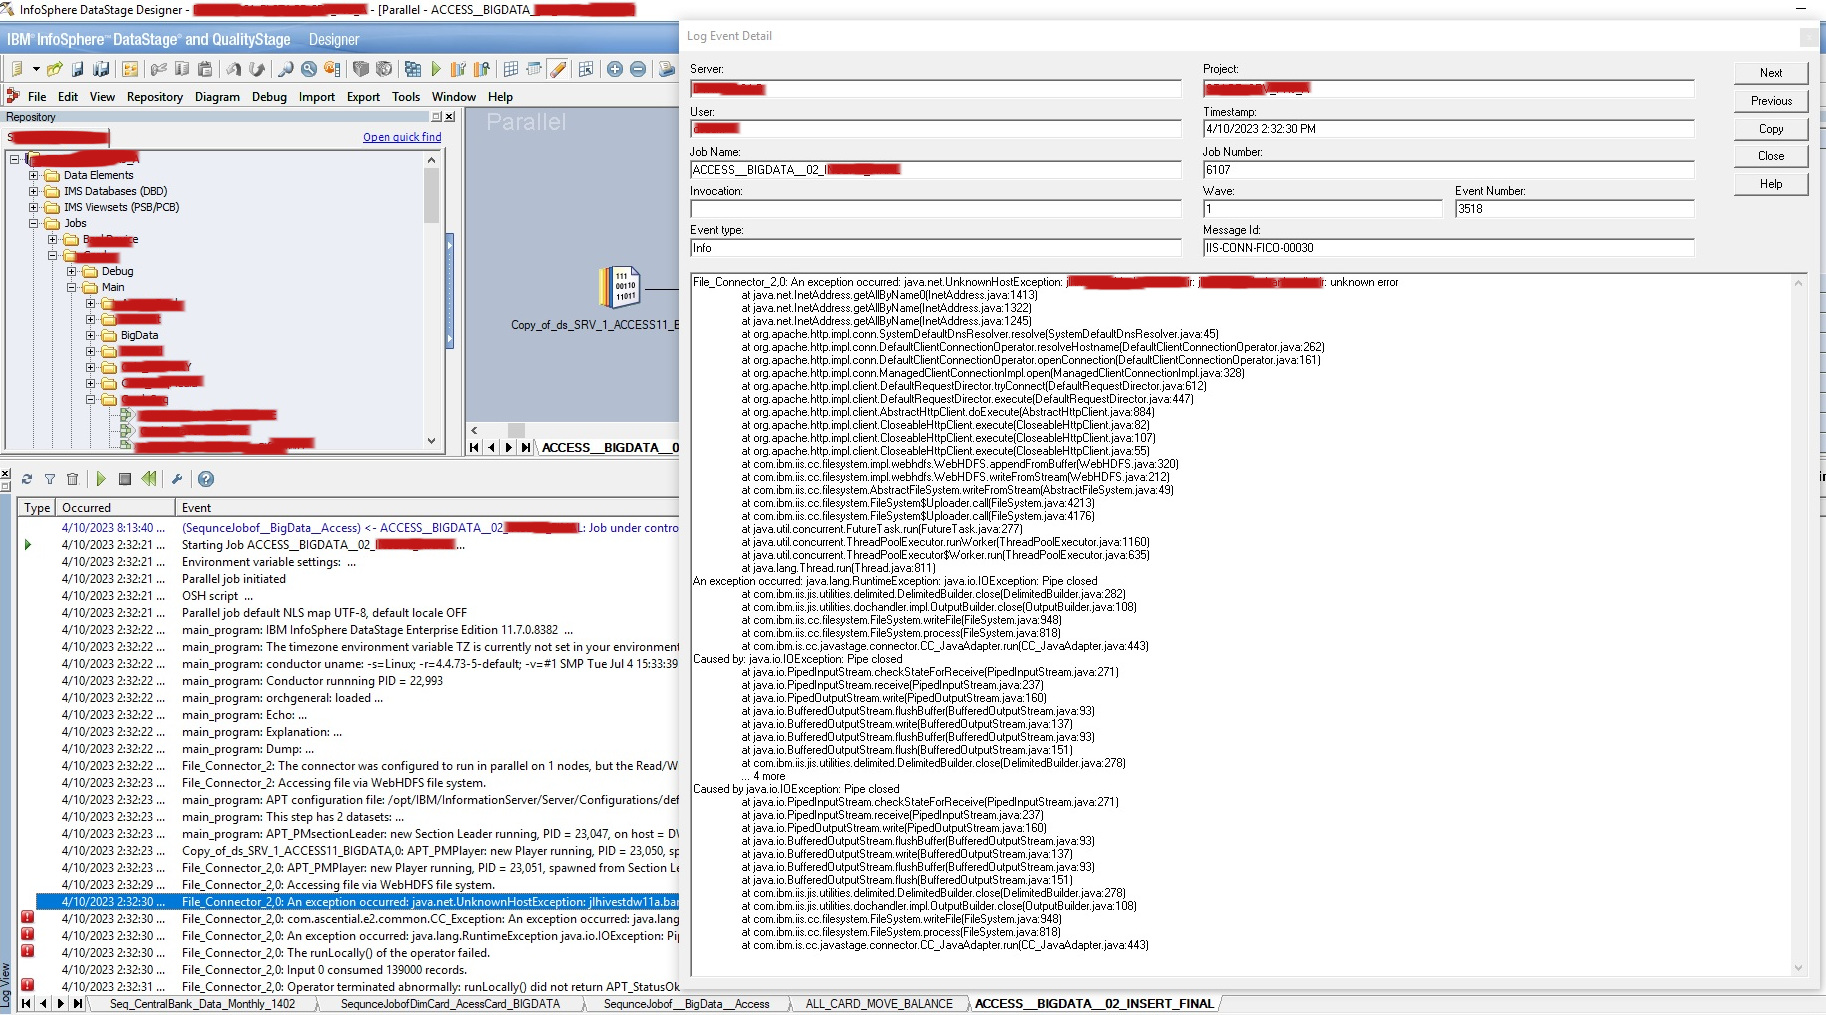 InfoSphere DataStage Designer - - [Parallel - ACCESS__BIGDATA_
IBM® InfoSphere™ DataStage® and QualityStage Designer
File Edit View Repository Diagram Debug Import Export Tools Window Help
Repository
Open quick find
Data Elements
IMS Databases (DBD)
IMS Viewsets (PSB/PCB)
Jobs
Debug
Main
BigData
Parallel
111
00110
11011
Copy_of_ds_SRV_1_ACCESS11_B
ACCESS__BIGDATA__0
Log View
Type Occurred Event
4/10/2023 8:13:40 ... (SequnceJobof__BigData__Access) <- ACCESS__BIGDATA__02_ L: Job under contro
4/10/2023 2:32:21 ... Starting Job ACCESS__BIGDATA__02_ ...
4/10/2023 2:32:21 ... Environment variable settings: ...
4/10/2023 2:32:21 ... Parallel job initiated
4/10/2023 2:32:21 ... OSH script ...
4/10/2023 2:32:21 ... Parallel job default NLS map UTF-8, default locale OFF
4/10/2023 2:32:22 ... main_program: IBM InfoSphere DataStage Enterprise Edition 11.7.0.8382 ...
4/10/2023 2:32:22 ... main_program: The timezone environment variable TZ is currently not set in your environment
4/10/2023 2:32:22 ... main_program: conductor uname: -s=Linux; -r=4.4.73-5-default; -v=#1 SMP Tue Jul 4 15:33:39
4/10/2023 2:32:22 ... main_program: Conductor runnning PID = 22,993
4/10/2023 2:32:22 ... main_program: orchgeneral: loaded ...
4/10/2023 2:32:22 ... main_program: Echo: ...
4/10/2023 2:32:22 ... main_program: Explanation: ...
4/10/2023 2:32:22 ... main_program: Dump: ...
4/10/2023 2:32:22 ... File_Connector_2: The connector was configured to run in parallel on 1 nodes, but the Read/W
4/10/2023 2:32:23 ... File_Connector_2: Accessing file via WebHDFS file system.
4/10/2023 2:32:23 ... main_program: APT configuration file: /opt/IBM/InformationServer/Server/Configurations/def
4/10/2023 2:32:23 ... main_program: This step has 2 datasets: ...
4/10/2023 2:32:23 ... main_program: APT_PMsectionLeader: new Section Leader running, PID = 23,047, on host = D
4/10/2023 2:32:23 ... Copy_of_ds_SRV_1_ACCESS11_BIGDATA,0: APT_PMPlayer: new Player running, PID = 23,050, sp
4/10/2023 2:32:23 ... File_Connector_2,0: APT_PMPlayer: new Player running, PID = 23,051, spawned from Section Le
4/10/2023 2:32:29 ... File_Connector_2,0: Accessing file via WebHDFS file system.
4/10/2023 2:32:30 ... File_Connector_2,0: An exception occurred: java.net.UnknownHostException: jlhivestdw11a.bar
4/10/2023 2:32:30 ... File_Connector_2,0: com.ascential.e2.common.CC_Exception: An exception occurred: java.lang
4/10/2023 2:32:30 ... File_Connector_2,0: An exception occurred: java.lang.RuntimeException java.io.IOException: Pi
4/10/2023 2:32:30 ... File_Connector_2,0: The runLocally() of the operator failed.
4/10/2023 2:32:30 ... File_Connector_2,0: Input 0 consumed 139000 records.
4/10/2023 2:32:31 ... File_Connector_2,0: Operator terminated abnormally: runLocally() did not return APT_StatusOk
Seq_CentralBank_Data_Monthly_1402 SequnceJobofDimCard_AcessCard_BIGDATA SequnceJobof__BigData__Access ALL_CARD_MOVE_BALANCE ACCESS__BIGDATA__02_INSERT_FINAL
Log Event Detail
Server:
Project:
User:
Timestamp:
4/10/2023 2:32:30 PM
Job Name:
ACCESS__BIGDATA__02_
Job Number:
6107
Invocation:
Wave:
1
Event Number:
3518
Event type:
Info
Message Id:
IIS-CONN-FICO-00030
Next
Previous
Copy
Close
Help
File_Connector_2,0: An exception occurred: java.net.UnknownHostException: j r: j r: unknown error
at java.net.InetAddress.getAllByName0(InetAddress.java:1413)
at java.net.InetAddress.getAllByName(InetAddress.java:1322)
at java.net.InetAddress.getAllByName(InetAddress.java:1245)
at org.apache.http.impl.conn.SystemDefaultDnsResolver.resolve(SystemDefaultDnsResolver.java:45)
at org.apache.http.impl.conn.DefaultClientConnectionOperator.resolveHostname(DefaultClientConnectionOperator.java:262)
at org.apache.http.impl.conn.DefaultClientConnectionOperator.openConnection(DefaultClientConnectionOperator.java:161)
at org.apache.http.impl.conn.ManagedClientConnectionImpl.open(ManagedClientConnectionImpl.java:328)
at org.apache.http.impl.client.DefaultRequestDirector.tryConnect(DefaultRequestDirector.java:612)
at org.apache.http.impl.client.DefaultRequestDirector.execute(DefaultRequestDirector.java:447)
at org.apache.http.impl.client.AbstractHttpClient.doExecute(AbstractHttpClient.java:884)
at org.apache.http.impl.client.CloseableHttpClient.execute(CloseableHttpClient.java:82)
at org.apache.http.impl.client.CloseableHttpClient.execute(CloseableHttpClient.java:107)
at org.apache.http.impl.client.CloseableHttpClient.execute(CloseableHttpClient.java:55)
at com.ibm.iis.cc.filesystem.impl.webhdfs.WebHDFS.appendFromBuffer(WebHDFS.java:320)
at com.ibm.iis.cc.filesystem.impl.webhdfs.WebHDFS.writeFromStream(WebHDFS.java:212)
at com.ibm.iis.cc.filesystem.AbstractFileSystem.writeFromStream(AbstractFileSystem.java:49)
at com.ibm.iis.cc.filesystem.FileSystem$Uploader.call(FileSystem.java:4213)
at com.ibm.iis.cc.filesystem.FileSystem$Uploader.call(FileSystem.java:4176)
at java.util.concurrent.FutureTask.run(FutureTask.java:277)
at java.util.concurrent.ThreadPoolExecutor.runWorker(ThreadPoolExecutor.java:1160)
at java.util.concurrent.ThreadPoolExecutor$Worker.run(ThreadPoolExecutor.java:635)
at java.lang.Thread.run(Thread.java:811)
An exception occurred: java.lang.RuntimeException: java.io.IOException: Pipe closed
at com.ibm.iis.jis.utilities.delimited.DelimitedBuilder.close(DelimitedBuilder.java:282)
at com.ibm.iis.jis.utilities.dochandler.impl.OutputBuilder.close(OutputBuilder.java:108)
at com.ibm.iis.cc.filesystem.FileSystem.writeFile(FileSystem.java:948)
at com.ibm.iis.cc.filesystem.FileSystem.process(FileSystem.java:818)
at com.ibm.is.cc.javastage.connector.CC_JavaAdapter.run(CC_JavaAdapter.java:443)
Caused by: java.io.IOException: Pipe closed
at java.io.PipedInputStream.checkStateForReceive(PipedInputStream.java:271)
at java.io.PipedInputStream.receive(PipedInputStream.java:237)
at java.io.PipedOutputStream.write(PipedOutputStream.java:160)
at java.io.BufferedOutputStream.flushBuffer(BufferedOutputStream.java:93)
at java.io.BufferedOutputStream.write(BufferedOutputStream.java:137)
at java.io.BufferedOutputStream.flushBuffer(BufferedOutputStream.java:93)
at java.io.BufferedOutputStream.flush(BufferedOutputStream.java:151)
at com.ibm.iis.jis.utilities.delimited.DelimitedBuilder.close(DelimitedBuilder.java:278)
... 4 more
Caused by java.io.IOException: Pipe closed
at java.io.PipedInputStream.checkStateForReceive(PipedInputStream.java:271)
at java.io.PipedInputStream.receive(PipedInputStream.java:237)
at java.io.PipedOutputStream.write(PipedOutputStream.java:160)
at java.io.BufferedOutputStream.flushBuffer(BufferedOutputStream.java:93)
at java.io.BufferedOutputStream.write(BufferedOutputStream.java:137)
at java.io.BufferedOutputStream.flushBuffer(BufferedOutputStream.java:93)
at java.io.BufferedOutputStream.flush(BufferedOutputStream.java:151)
at com.ibm.iis.jis.utilities.delimited.DelimitedBuilder.close(DelimitedBuilder.java:278)
at com.ibm.iis.jis.utilities.dochandler.impl.OutputBuilder.close(OutputBuilder.java:108)
at com.ibm.iis.cc.filesystem.FileSystem.writeFile(FileSystem.java:948)
at com.ibm.iis.cc.filesystem.FileSystem.process(FileSystem.java:818)
at com.ibm.is.cc.javastage.connector.CC_JavaAdapter.run(CC_JavaAdapter.java:443)